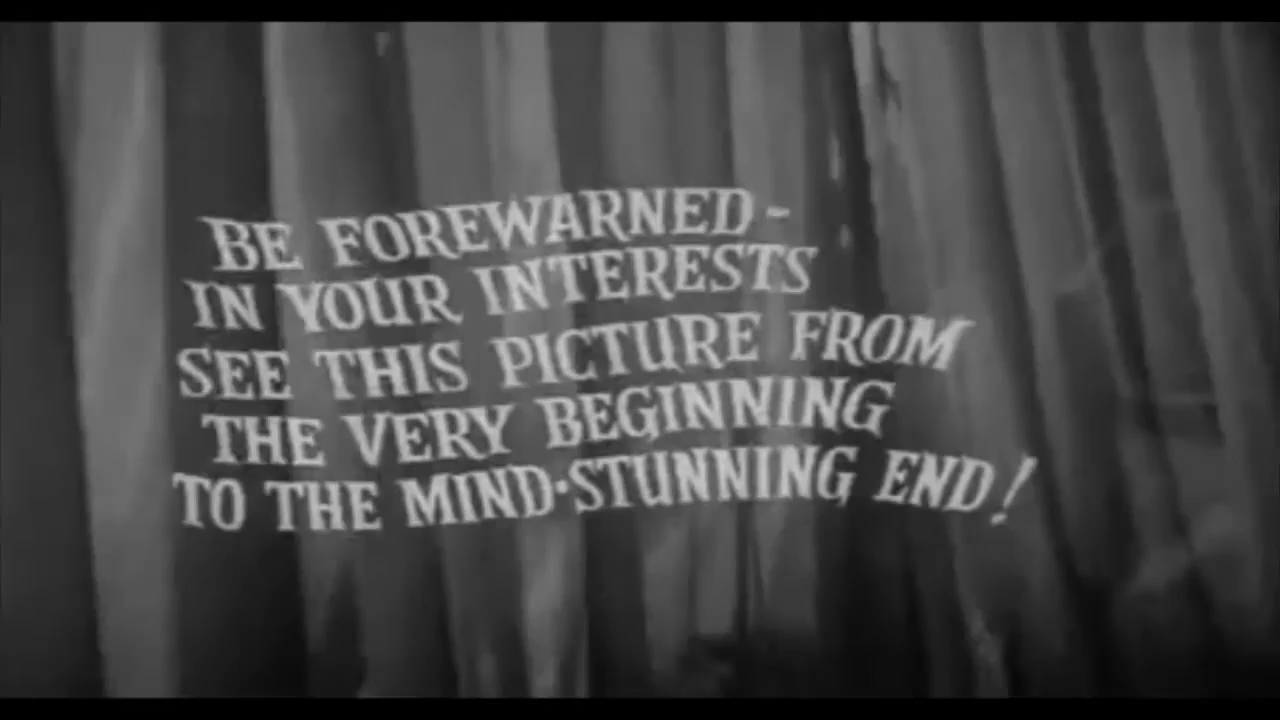 BE FOREWARNED -
IN YOUR INTERESTS
SEE THIS PICTURE FROM
THE VERY BEGINNING
TO THE MIND-STUNNING END!